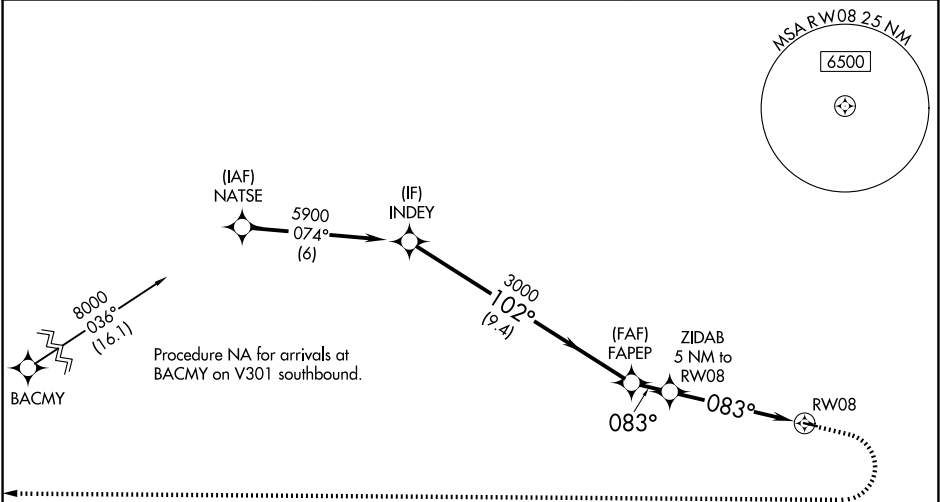 MSA RW08 25 NM
6500
(IAF)
NATSE
5900
074°
(6)
(IF)
INDEY
8000
036°
(16.1)
BACMY
Procedure NA for arrivals at
BACMY on V301 southbound.
3000
102°
(9.4)
(FAF)
FAPEP
083°
ZIDAB
5 NM to
RW08
083°
RW08